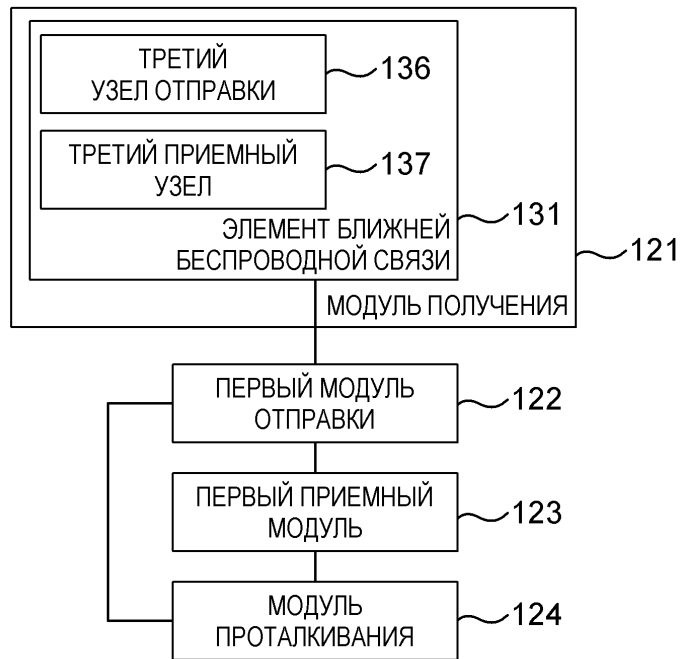 ТРЕТИЙ
УЗЕЛ ОТПРАВКИ
136
ТРЕТИЙ ПРИЕМНЫЙ
УЗЕЛ
137
ЭЛЕМЕНТ БЛИЖНЕЙ
БЕСПРОВОДНОЙ СВЯЗИ
131
МОДУЛЬ ПОЛУЧЕНИЯ
121
ПЕРВЫЙ МОДУЛЬ
ОТПРАВКИ
122
ПЕРВЫЙ ПРИЕМНЫЙ
МОДУЛЬ
123
МОДУЛЬ
ПРОТАЛКИВАНИЯ
124